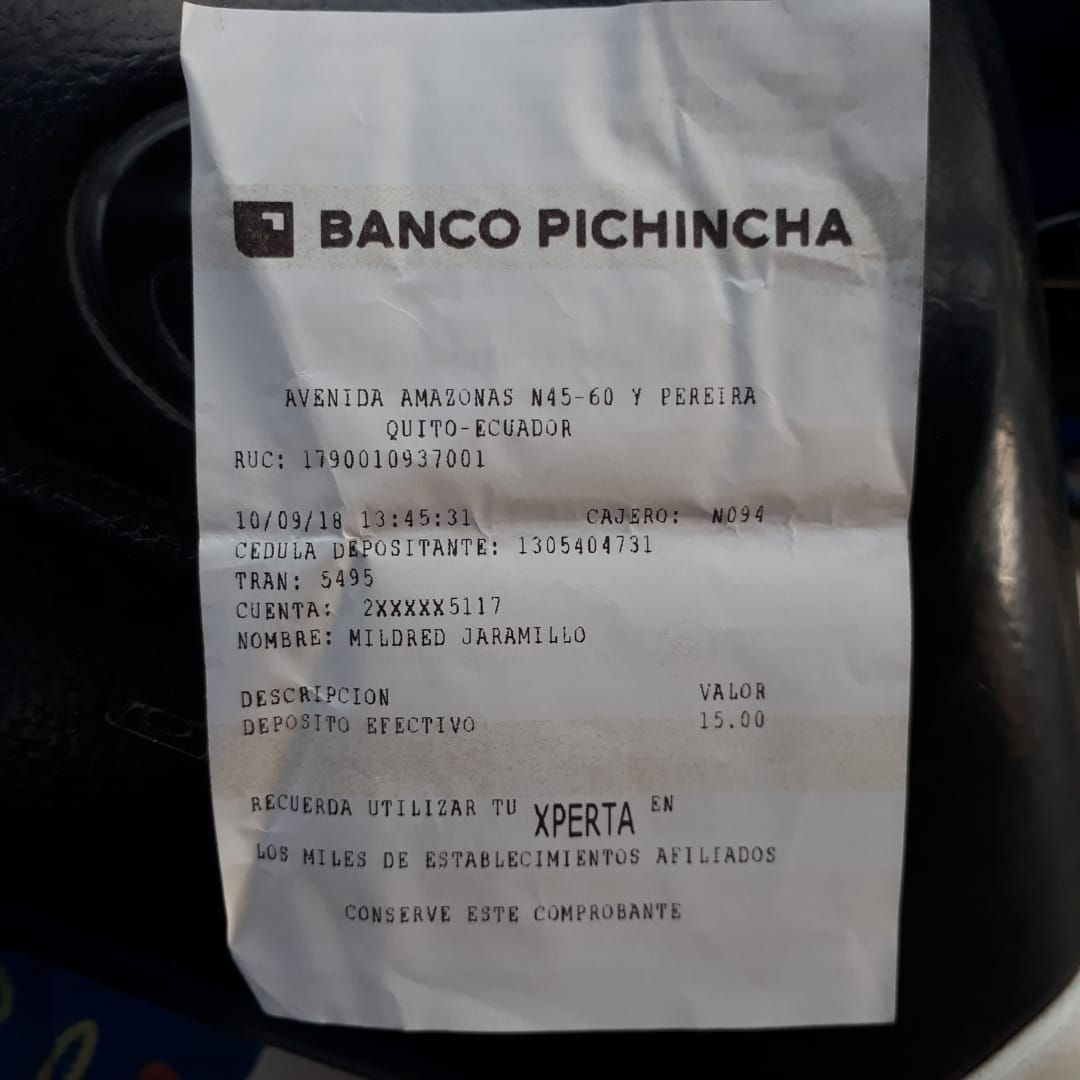 BANCO PICHINCHA
AVENIDA AMAZONAS N45-60 Y PEREIRA
QUITO-ECUADOR
RUC: 1790010937001
10/09/18 13:45:31 CAJERO: N094
CEDULA DEPOSITANTE: 1305404731
TRAN: 5495
CUENTA: 2XXXXX5117
NOMBRE: MILDRED JARAMILLO
DESCRIPCION VALOR
DEPOSITO EFECTIVO 15.00
RECUERDA UTILIZAR TU XPERTA EN
LOS MILES DE ESTABLECIMIENTOS AFILIADOS
CONSERVE ESTE COMPROBANTE